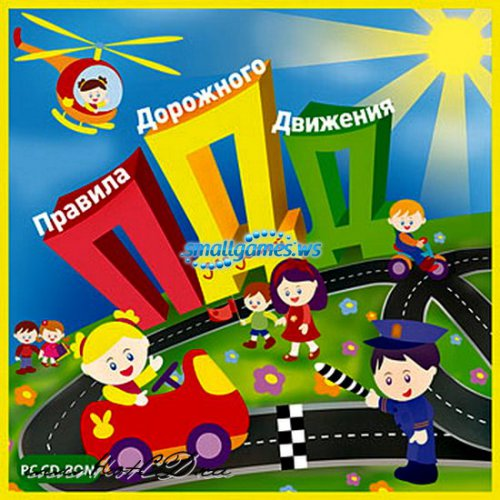 Правила
Дорожного
Движения
ПДД
smallgames.ws
PC CD-ROM